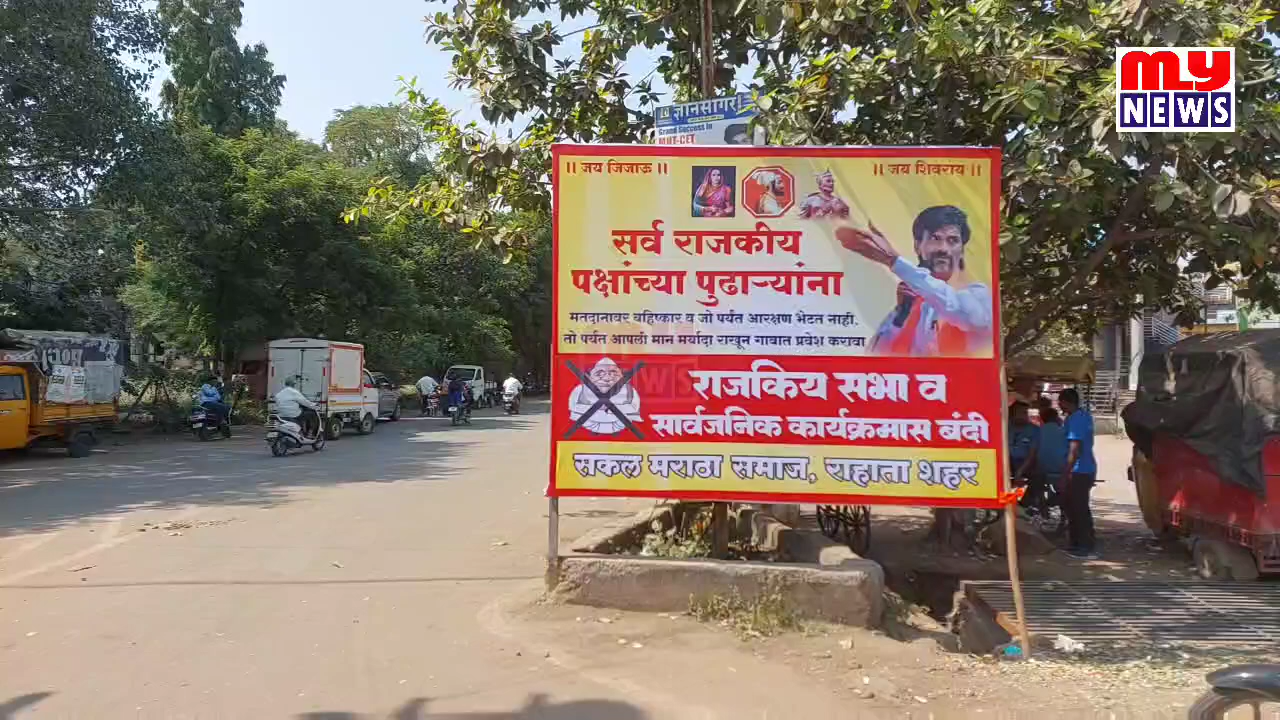 my
NEWS
ज्ञानसागर
Grand Success in
MHT-CET
|| जय जिजाऊ ||
|| जय शिवराय ||
सर्व राजकीय
पक्षांच्या पुढाऱ्यांना
मतदानावर बहिष्कार व जो पर्यंत आरक्षण भेटत नाही.
तो पर्यंत आपली मान मर्यादा राखून गावात प्रवेश करावा
राजकिय सभा व
सार्वजनिक कार्यक्रमास बंदी
सकल मराठा समाज, राहाता शहर